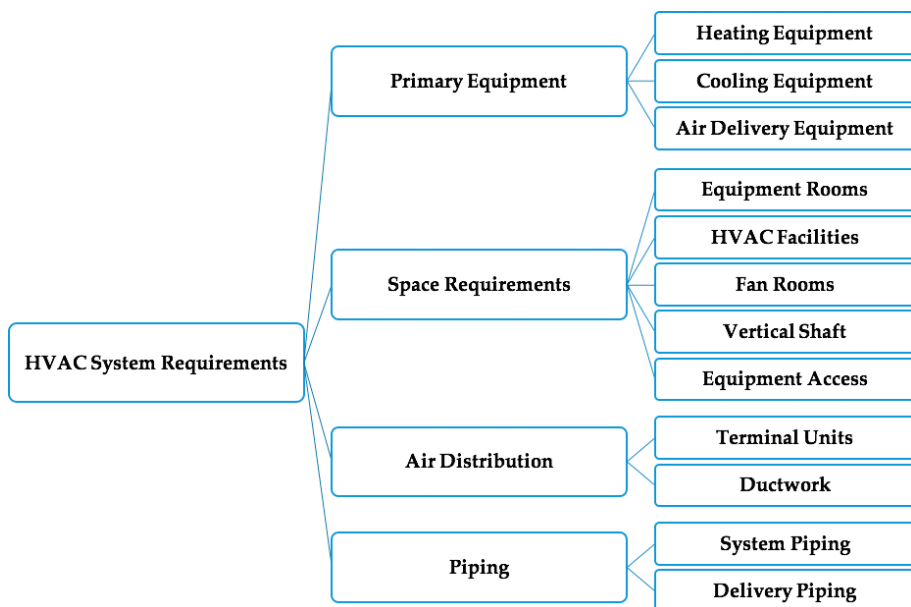 HVAC System Requirements
Primary Equipment
Heating Equipment
Cooling Equipment
Air Delivery Equipment
Space Requirements
Equipment Rooms
HVAC Facilities
Fan Rooms
Vertical Shaft
Equipment Access
Air Distribution
Terminal Units
Ductwork
Piping
System Piping
Delivery Piping